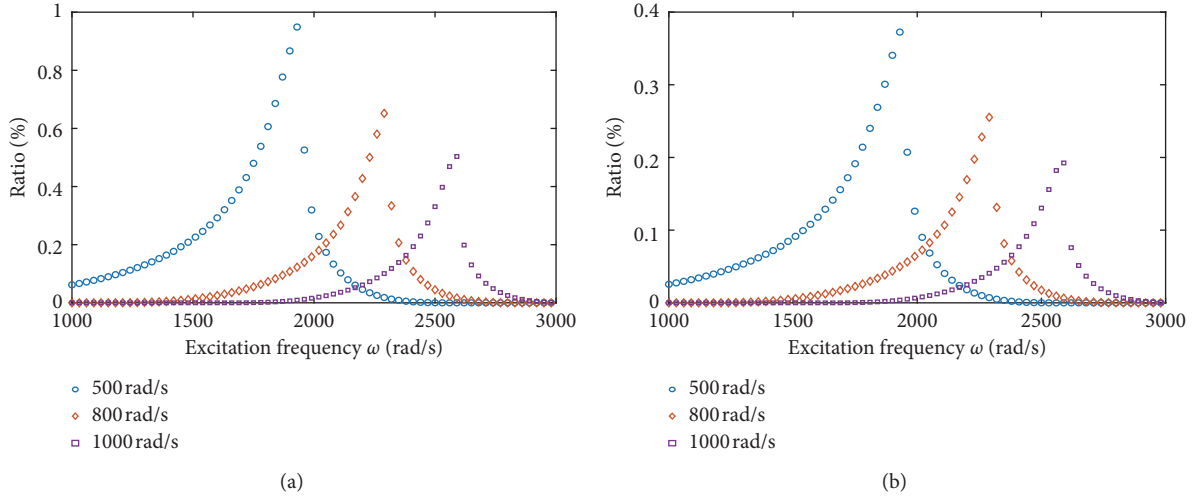 1
0.8
0.6
0.4
0.2
0
Ratio (%)
1000
1500
2000
2500
3000
Excitation frequency ω (rad/s)
500 rad/s
800 rad/s
1000 rad/s
(a)
0.4
0.3
0.2
0.1
0
Ratio (%)
1000
1500
2000
2500
3000
Excitation frequency ω (rad/s)
500 rad/s
800 rad/s
1000 rad/s
(b)